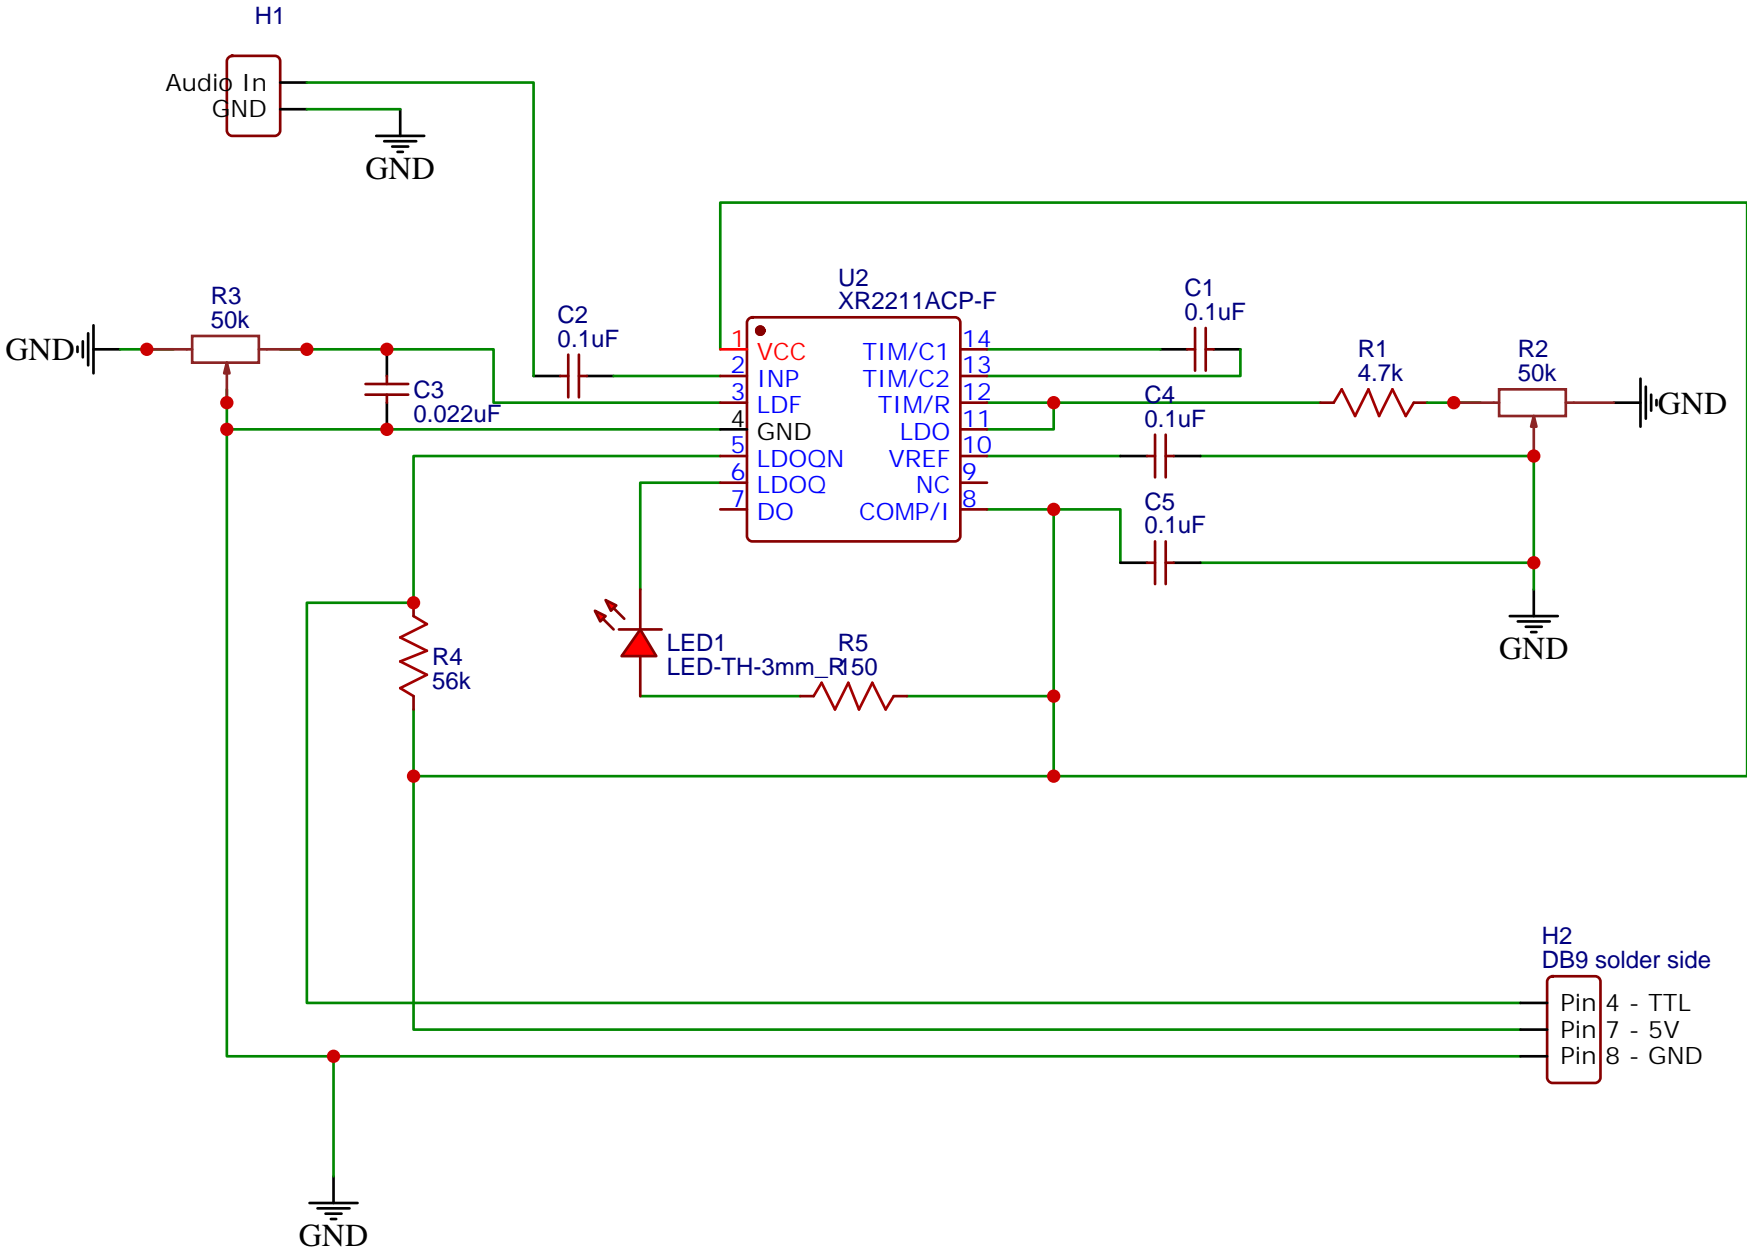 H1
Audio In
GND
GND
U2
XR2211ACP-F
R3
50k
GND
C2
0.1uF
C3
0.022uF
C1
0.1uF
R1
4.7k
R2
50k
GND
1 VCC
2 INP
3 LDF
4 GND
5 LDOQN
6 LDOQ
7 DO
TIM/C1 14
TIM/C2 13
TIM/R 12
LDO 11
VREF 10
NC 9
COMP/I 8
C4
0.1uF
C5
0.1uF
GND
R4
56k
LED1
LED-TH-3mm_R
R5
150
H2
DB9 solder side
Pin 4 - TTL
Pin 7 - 5V
Pin 8 - GND
GND